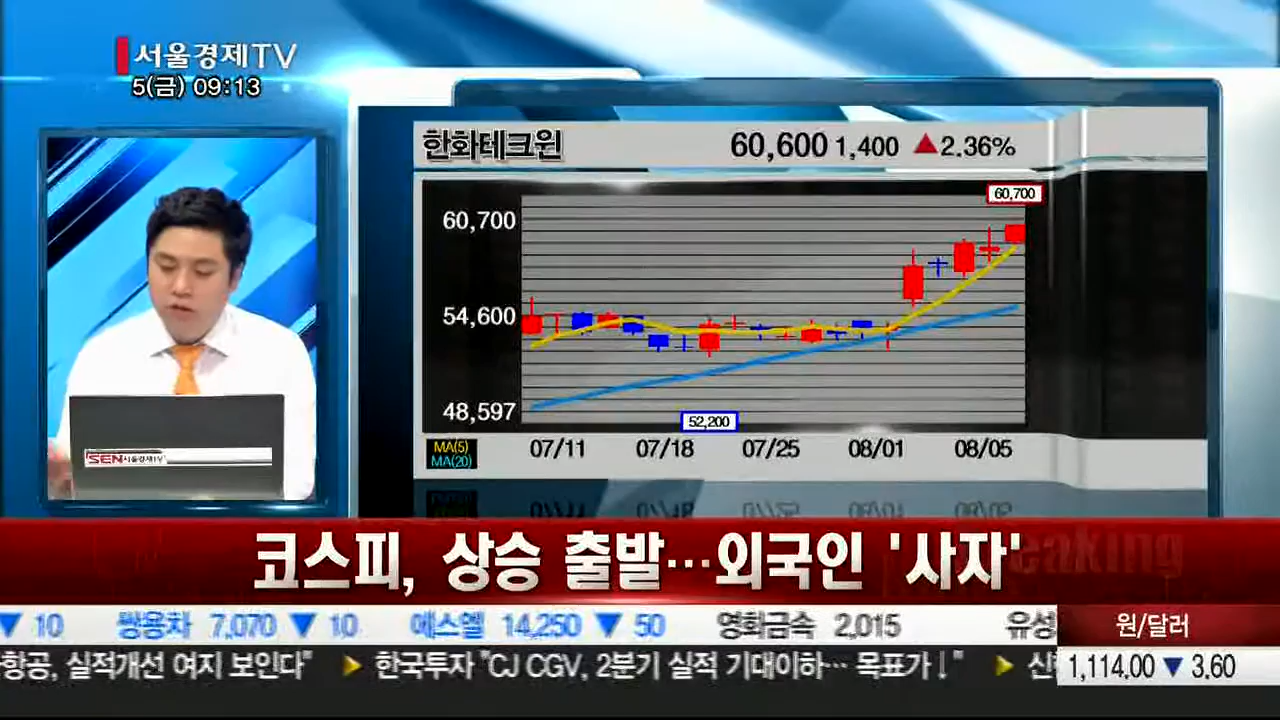 서울경제TV
5(금) 09:13
한화테크윈 60,600 1,400 ▲2.36%
60,700
60,700
54,600
48,597
52,200
MA(5)
MA(20)
07/11 07/18 07/25 08/01 08/05
SEN 서울경제TV
코스피, 상승 출발…외국인 '사자'
▼ 10 쌍용차 7,070 ▼ 10 에스엘 14,250 ▼ 50 영화금속 2,015 유성
원/달러
항공, 실적개선 여지 보인다" ▶ 한국투자 "CJ CGV, 2분기 실적 기대이하… 목표가↓" ▶
1,114.00 ▼ 3.60